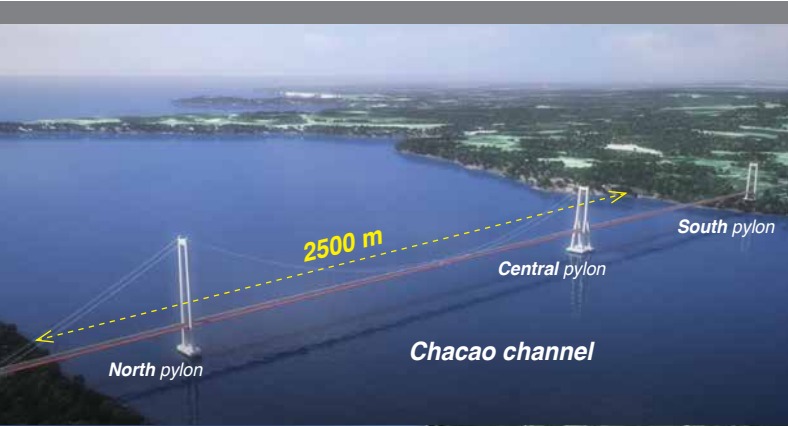 2500 m
South pylon
Central pylon
Chacao channel
North pylon